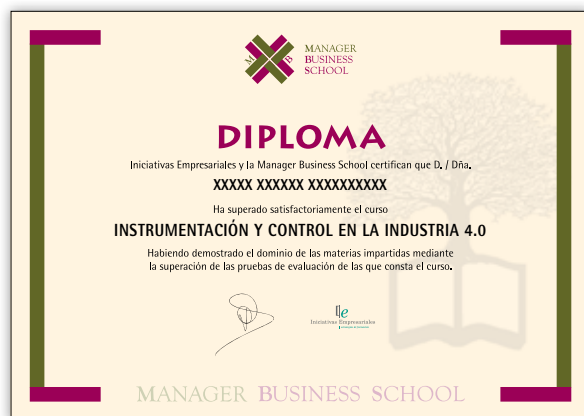 M B
MANAGER
BUSINESS
SCHOOL
DIPLOMA
Iniciativas Empresariales y la Manager Business School certifican que D. / Dña.
XXXXX XXXXXX XXXXXXXXXX
Ha superado satisfactoriamente el curso
INSTRUMENTACIÓN Y CONTROL EN LA INDUSTRIA 4.0
Habiendo demostrado el dominio de las materias impartidas mediante
la superación de las pruebas de evaluación de las que consta el curso.
Iniciativas Empresariales
MANAGER BUSINESS SCHOOL